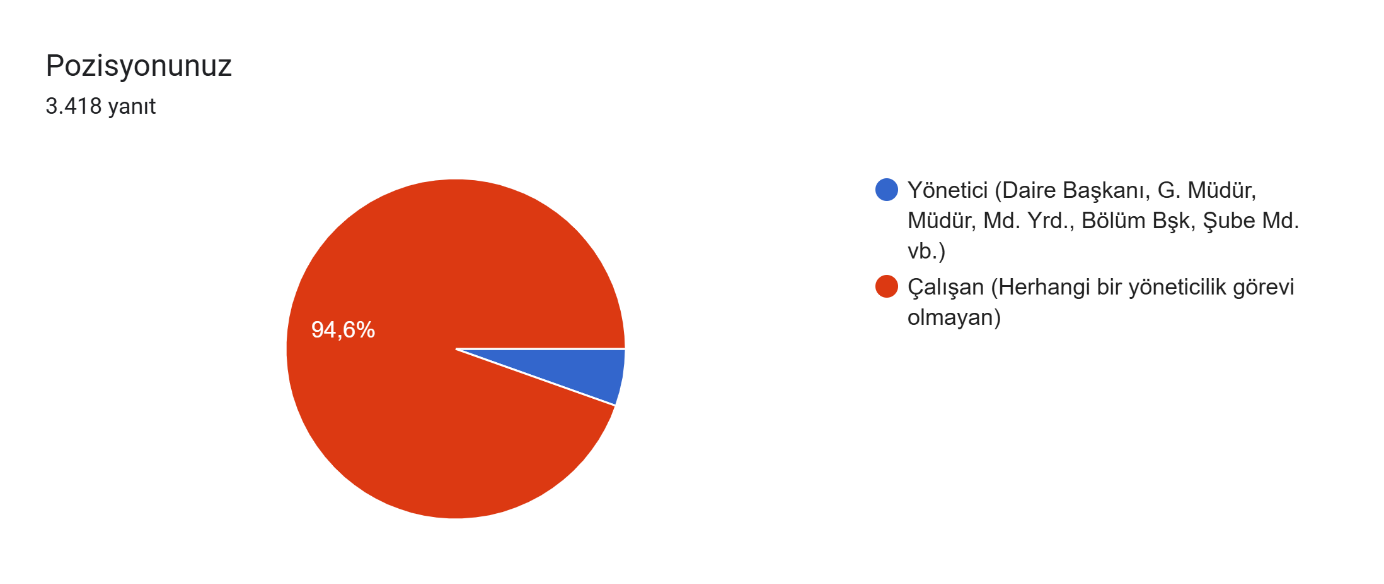 Pozisyonunuz
3.418 yanıt
94,6%
Yönetici (Daire Başkanı, G. Müdür,
Müdür, Md. Yrd., Bölüm Bşk, Şube Md.
vb.)
Çalışan (Herhangi bir yöneticilik görevi
olmayan)